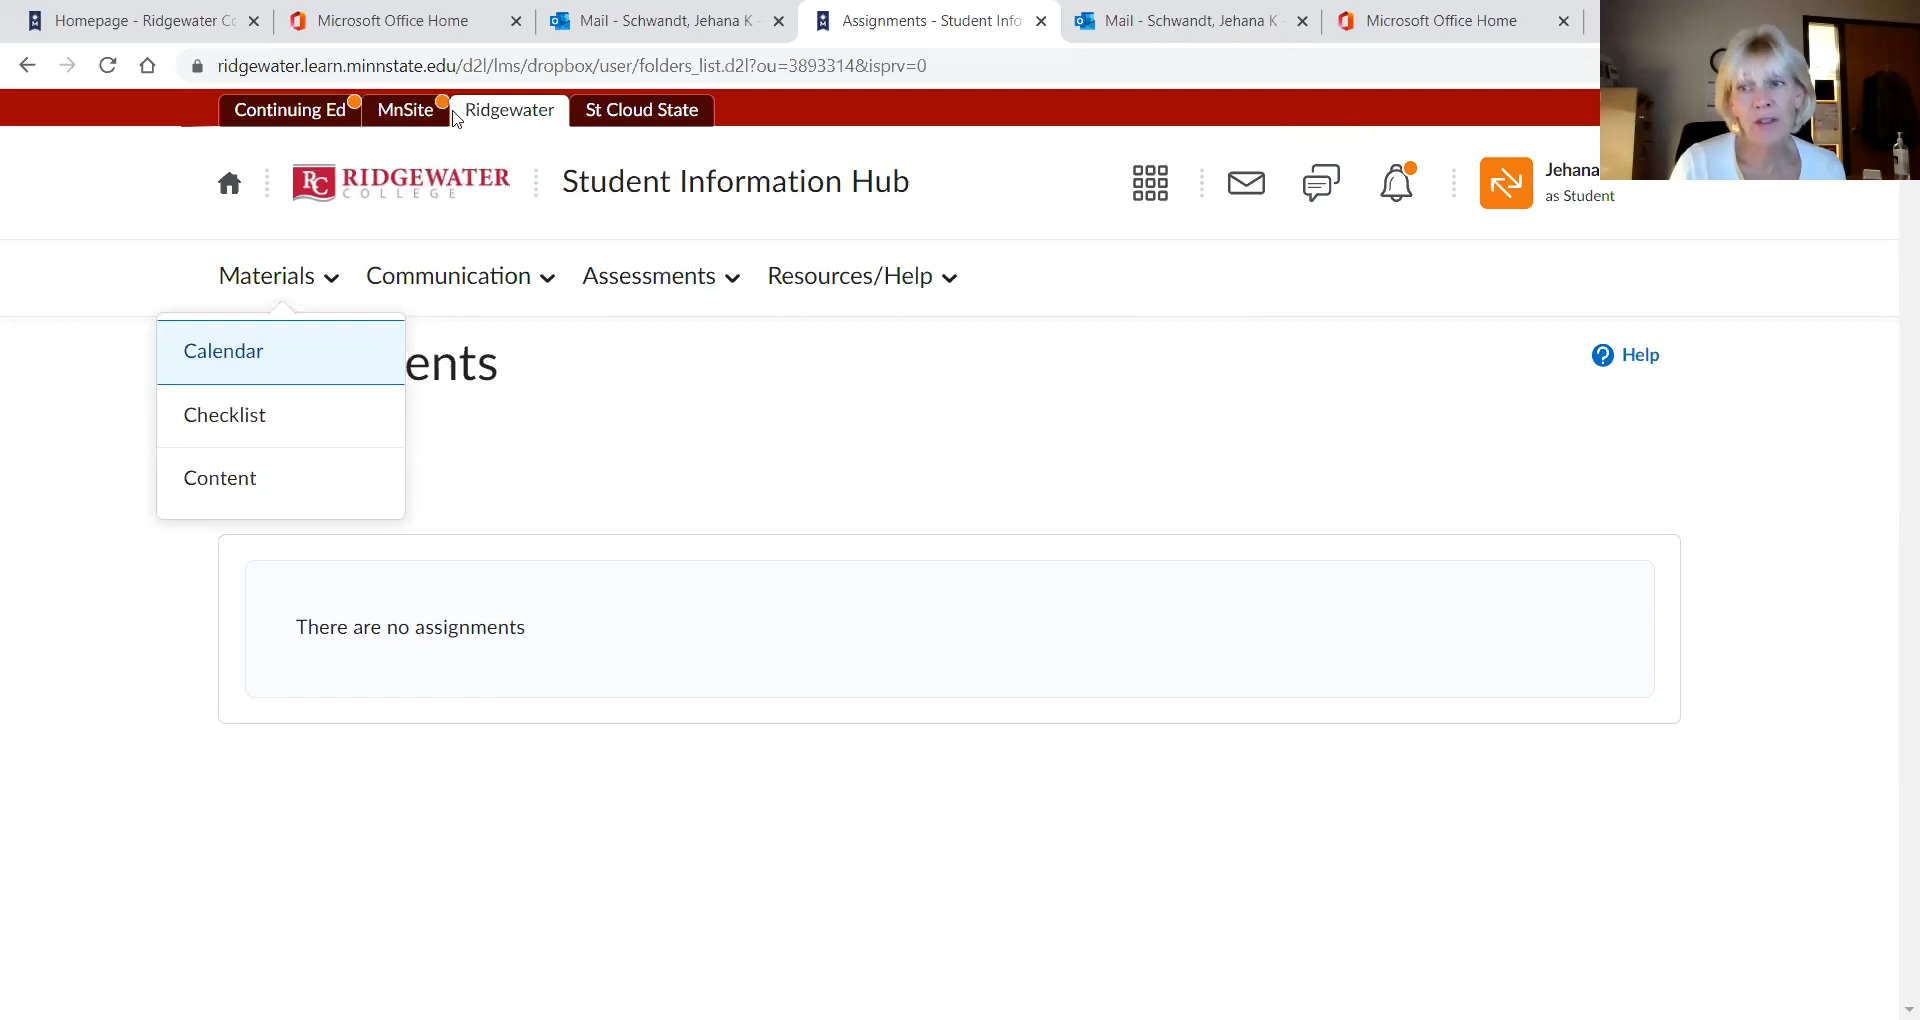 Homepage - Ridgewater Co
Microsoft Office Home
Mail - Schwandt, Jehana K -
Assignments - Student Info
Mail - Schwandt, Jehana K -
Microsoft Office Home
ridgewater.learn.minnstate.edu/d2l/lms/dropbox/user/folders_list.d2l?ou=3893314&isprv=0
Continuing Ed
MnSite
Ridgewater
St Cloud State
RC RIDGEWATER
COLLEGE
Student Information Hub
Jehana
as Student
Materials
Communication
Assessments
Resources/Help
Calendar
Checklist
Content
ents
Help
There are no assignments